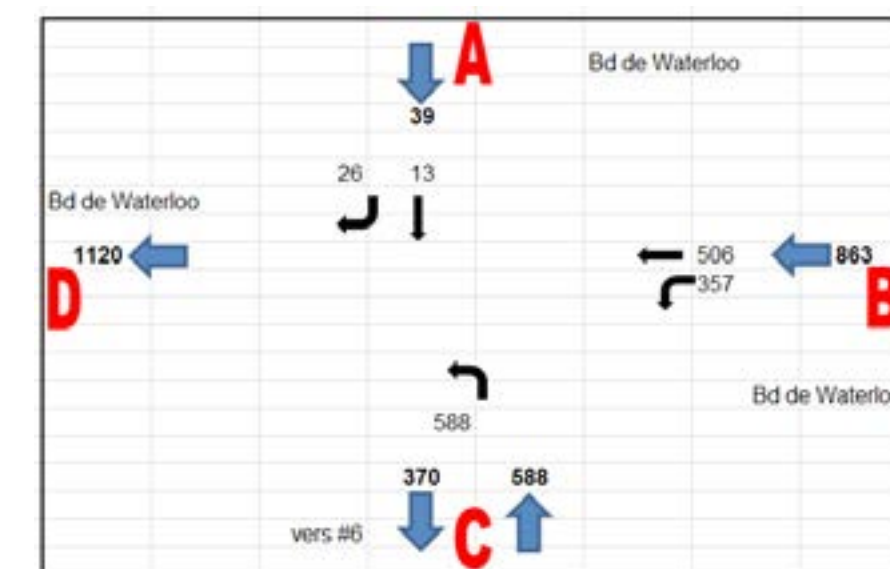 A
Bd de Waterloo
39
26 13
Bd de Waterloo
1120
506
863
357
D
B
Bd de Waterlo
588
370 588
vers #6
C